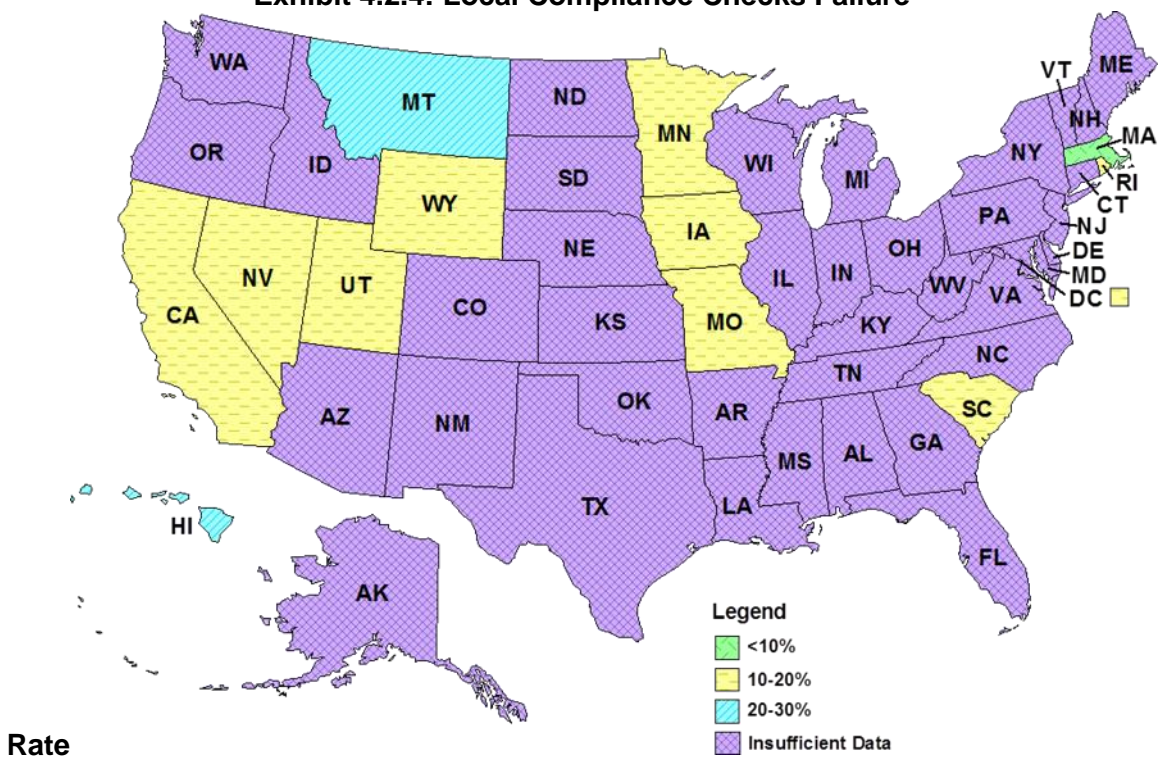 Exhibit 4.2.4: Local Compliance Checks Failure
WA
MT
ND
MN
VT
ME
NH
MA
OR
ID
SD
WI
MI
NY
RI
CT
WY
IA
PA
NJ
NE
OH
DE
NV
UT
IL
IN
WV
MD
VA
DC
CA
CO
KS
MO
KY
NC
TN
AZ
NM
OK
AR
SC
MS
AL
GA
TX
LA
HI
FL
AK
Legend
<10%
10-20%
20-30%
Insufficient Data
Rate